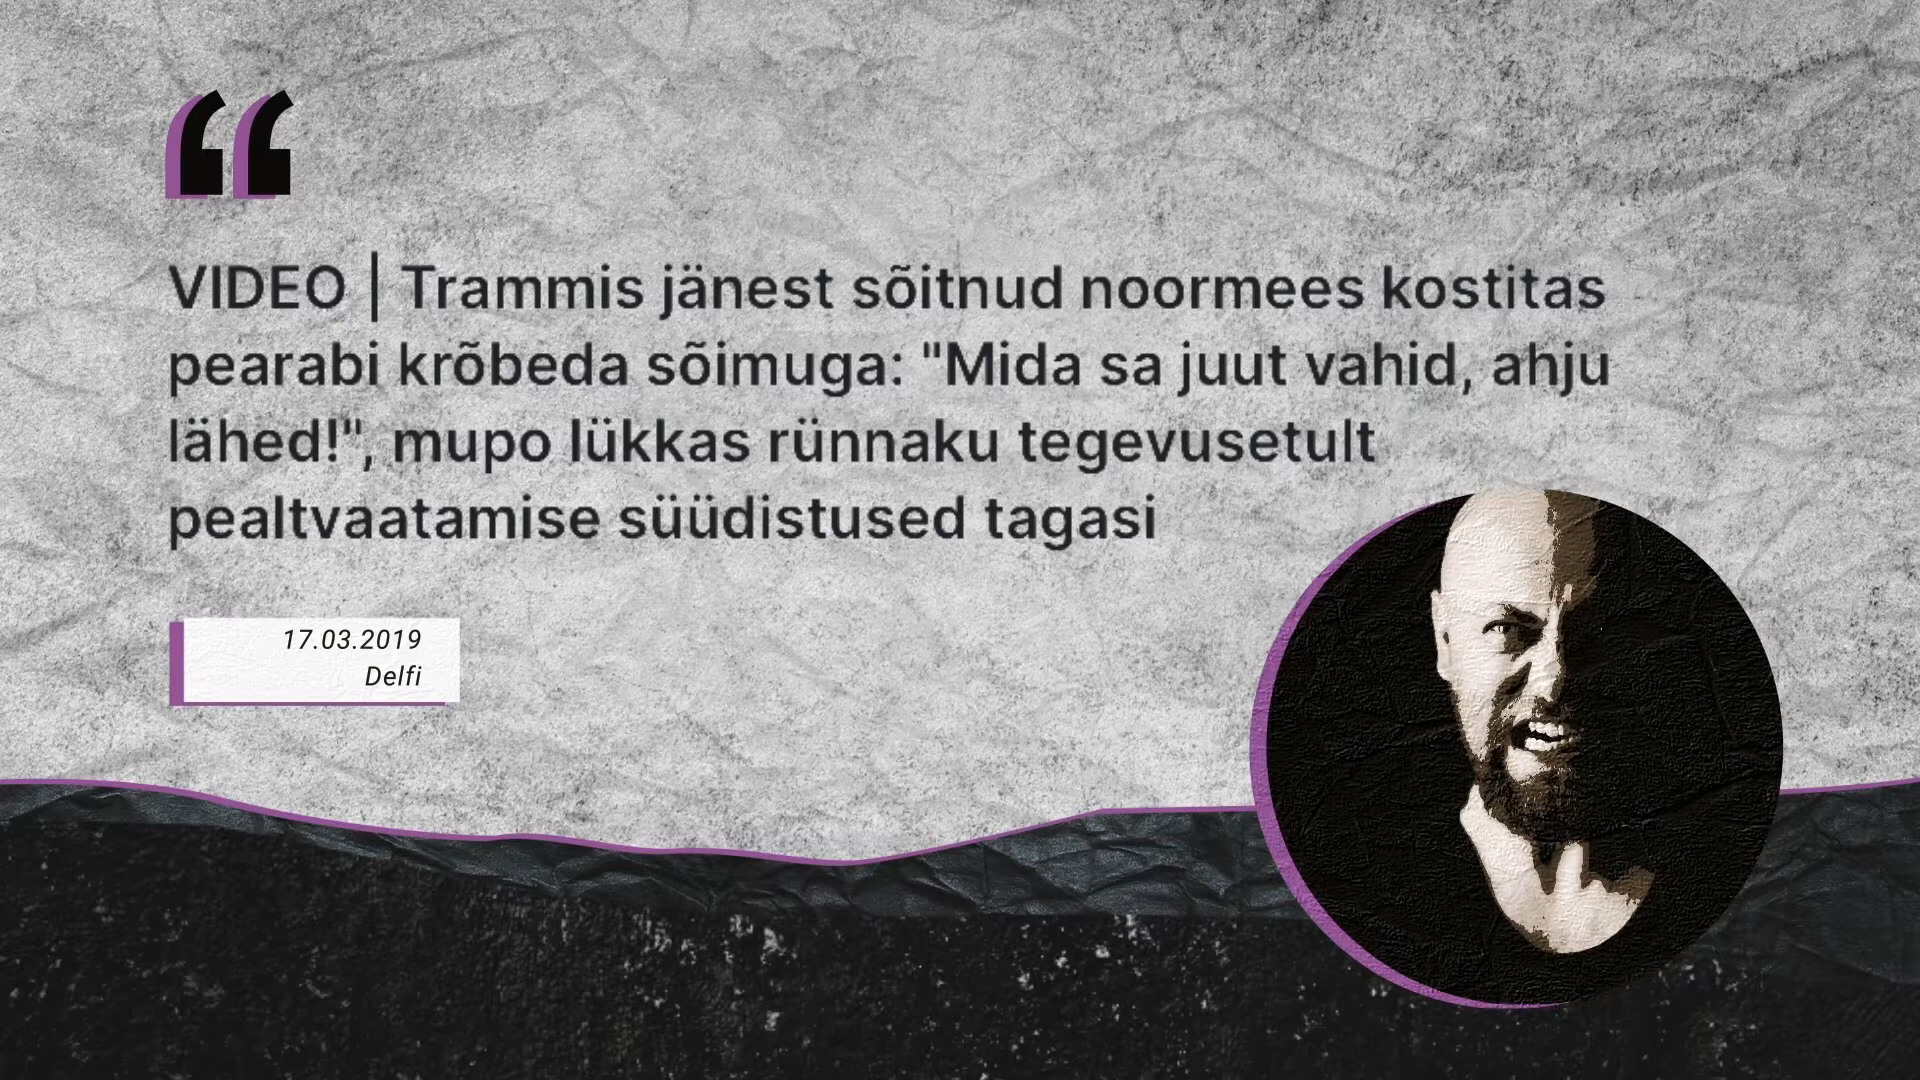 “
VIDEO | Trammis jänest sõitnud noormees kostitas
pearabi krõbeda sõimuga: "Mida sa juut vahid, ahju
lähed!", mupo lükkas rünnaku tegevusetult
pealtvaatamise süüdistused tagasi
17.03.2019
Delfi